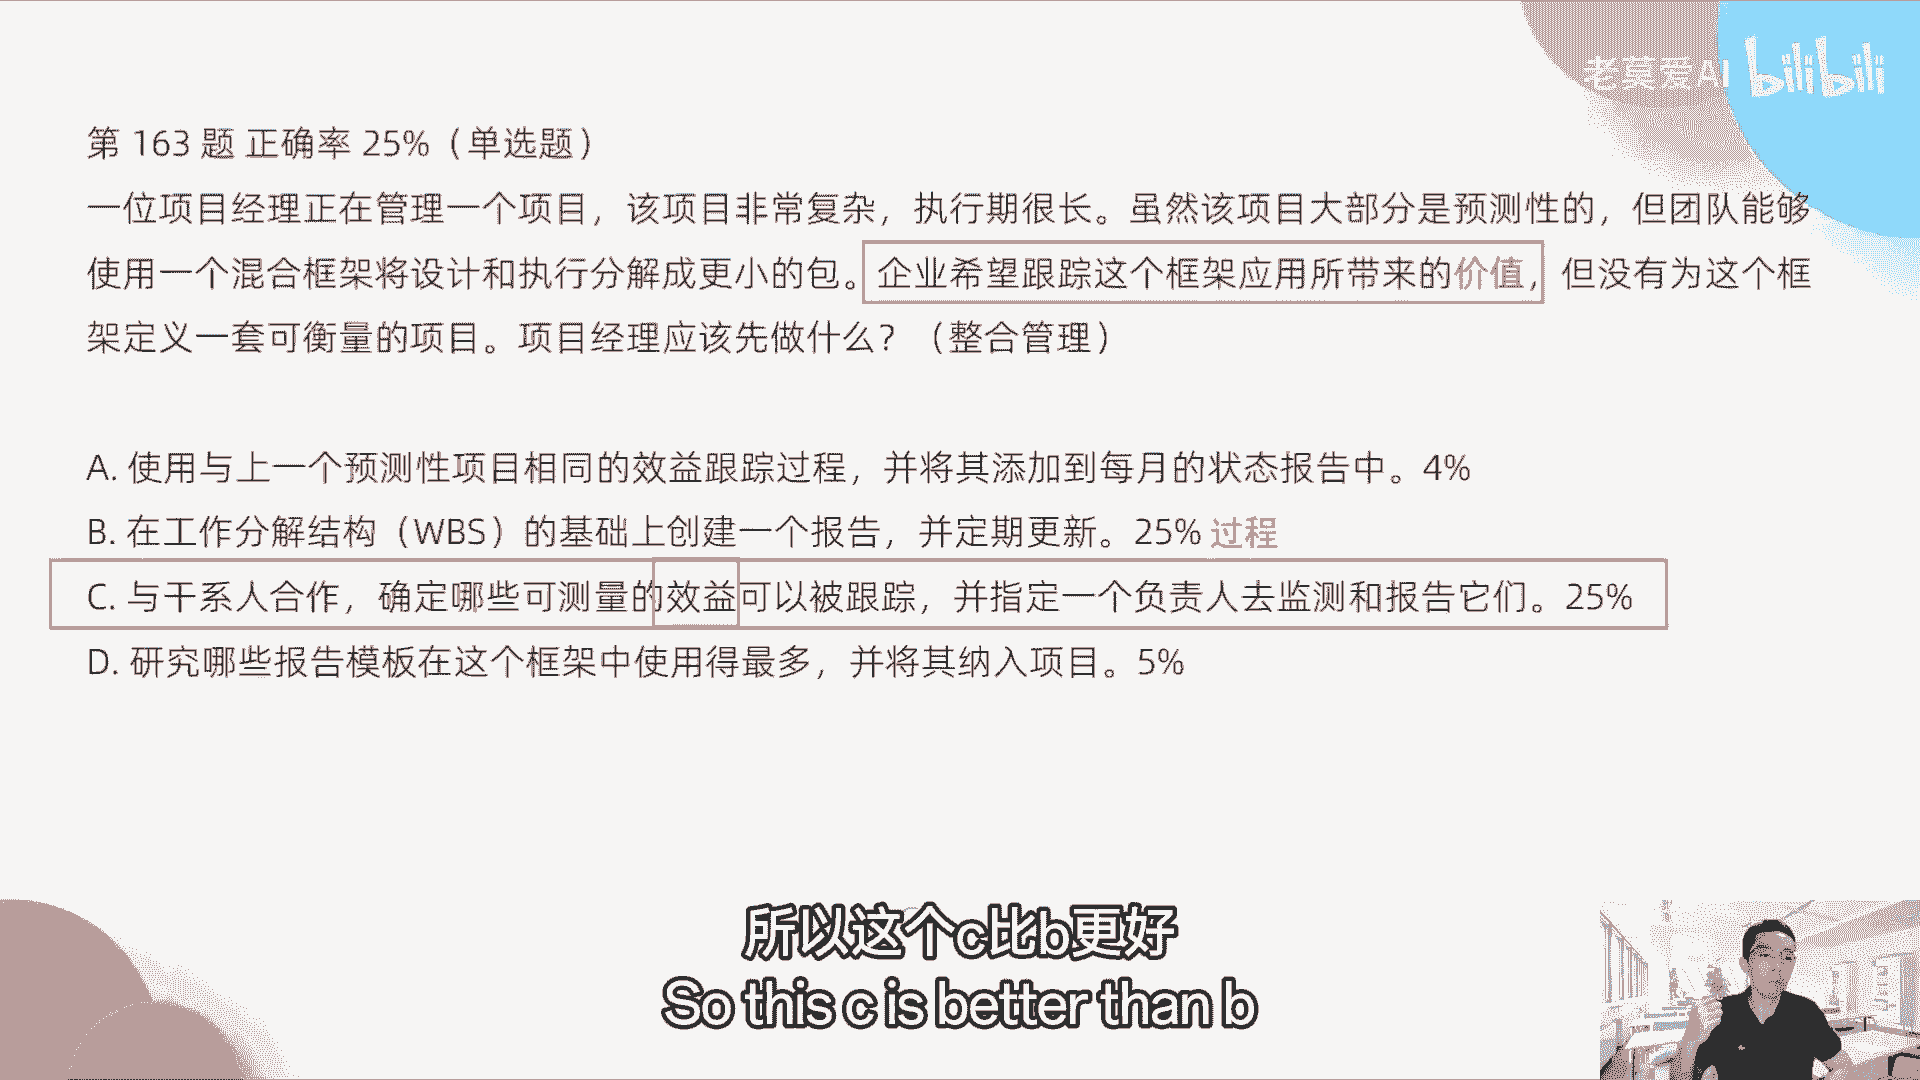 老莫爱AI bilibili
第 163 题 正确率 25%（单选题）
一位项目经理正在管理一个项目，该项目非常复杂，执行期很长。虽然该项目大部分是预测性的，但团队能够
使用一个混合框架将设计和执行分解成更小的包。企业希望跟踪这个框架应用所带来的价值，但没有为这个框
架定义一套可衡量的项目。项目经理应该先做什么？（整合管理）
A. 使用与上一个预测性项目相同的效益跟踪过程，并将其添加到每月的状态报告中。4%
B. 在工作分解结构（WBS）的基础上创建一个报告，并定期更新。25% 过程
C. 与干系人合作，确定哪些可测量的效益可以被跟踪，并指定一个负责人去监测和报告它们。25%
D. 研究哪些报告模板在这个框架中使用得最多，并将其纳入项目。5%
所以这个c比b更好
So this c is better than b